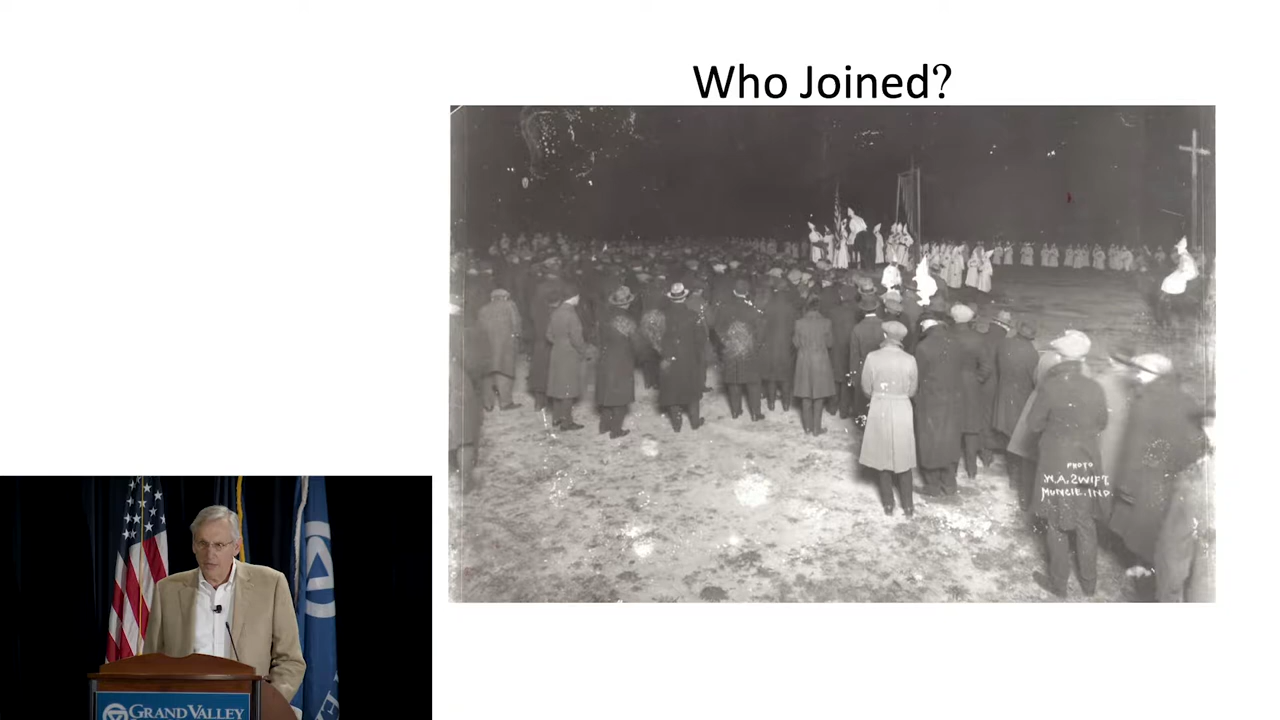 Who Joined?
PHOTO
W.A. SWIFT
MUNCIE, IND.
GRAND VALLEY